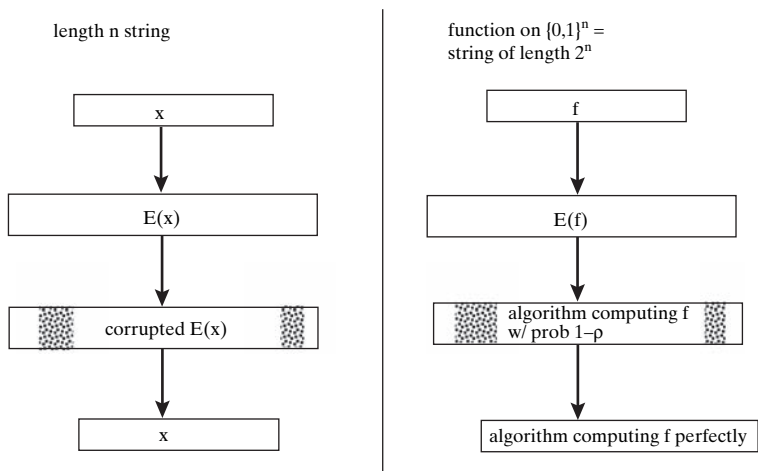 length n string
x
E(x)
corrupted E(x)
x
function on {0,1}ⁿ =
string of length 2ⁿ
f
E(f)
algorithm computing f
w/ prob 1–ρ
algorithm computing f perfectly